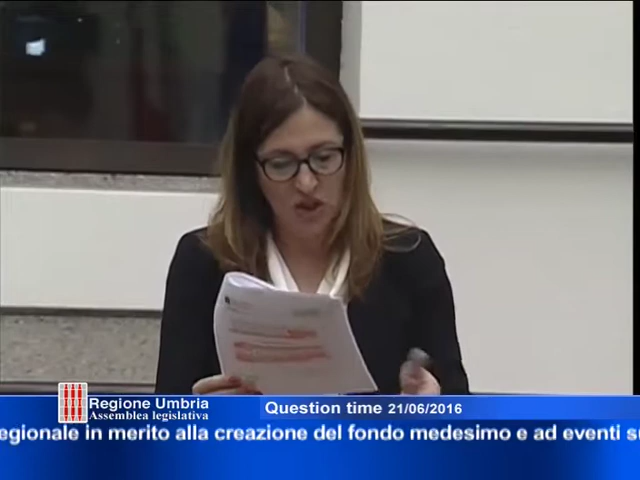 Regione Umbria
Assemblea legislativa
Question time 21/06/2016
egionale in merito alla creazione del fondo medesimo e ad eventi s